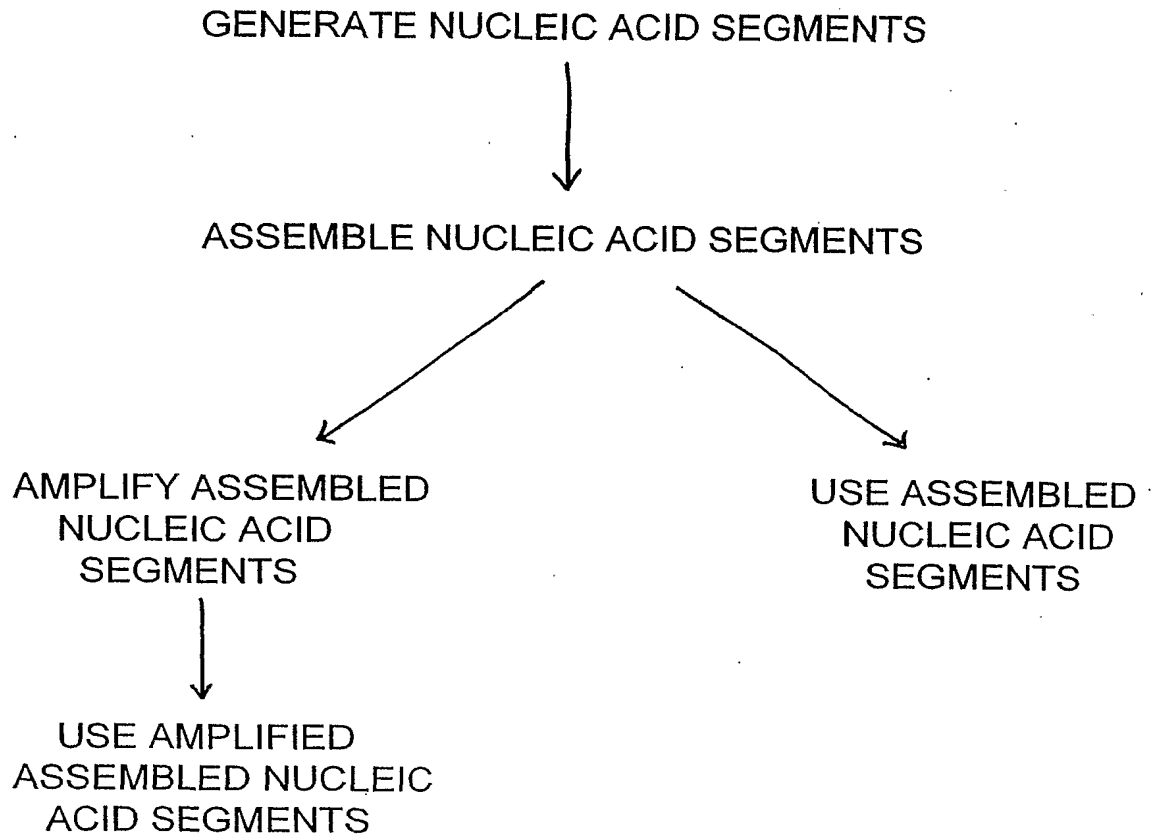 GENERATE NUCLEIC ACID SEGMENTS
ASSEMBLE NUCLEIC ACID SEGMENTS
AMPLIFY ASSEMBLED
NUCLEIC ACID
SEGMENTS
USE ASSEMBLED
NUCLEIC ACID
SEGMENTS
USE AMPLIFIED
ASSEMBLED NUCLEIC
ACID SEGMENTS